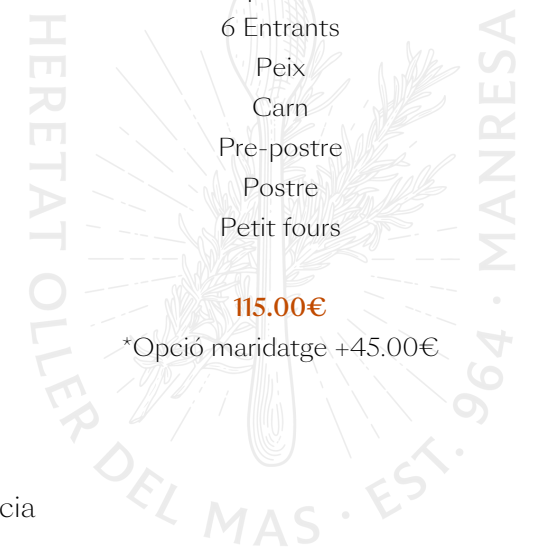 6 Entrants
Peix
Carn
Pre-postre
Postre
Petit fours
115.00€
*Opció maridatge +45.00€
cia
HERETAT OLLER DEL MAS · EST. 964 · MANRESA